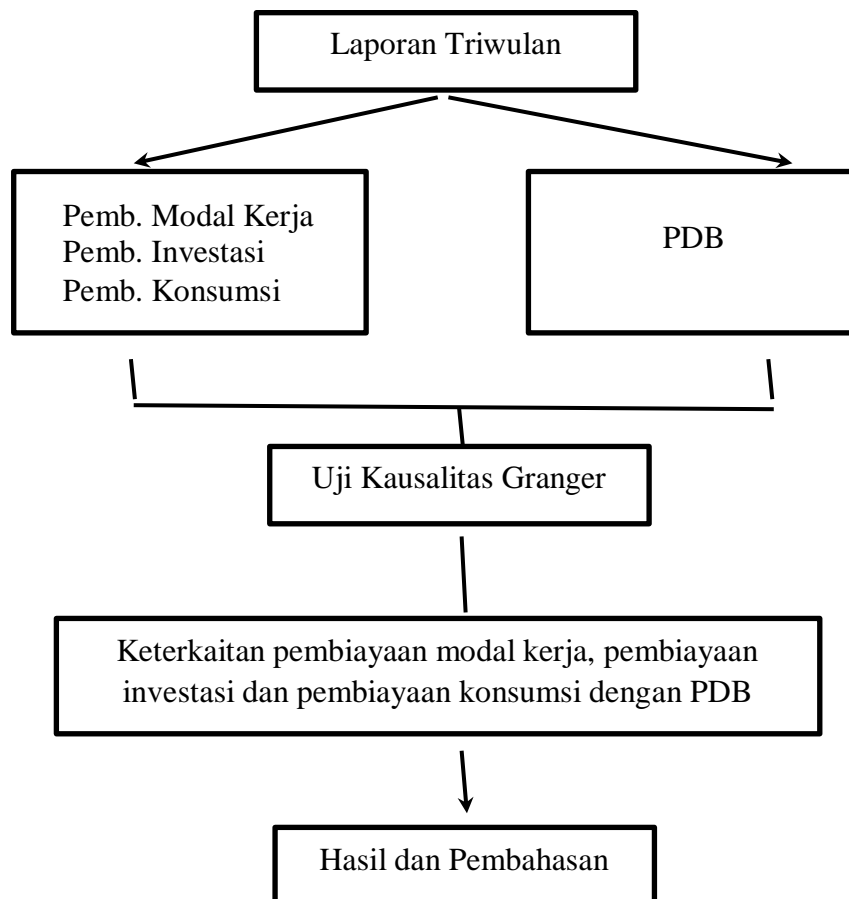 Laporan Triwulan
Pemb. Modal Kerja
Pemb. Investasi
Pemb. Konsumsi
PDB
Uji Kausalitas Granger
Keterkaitan pembiayaan modal kerja, pembiayaan
investasi dan pembiayaan konsumsi dengan PDB
Hasil dan Pembahasan